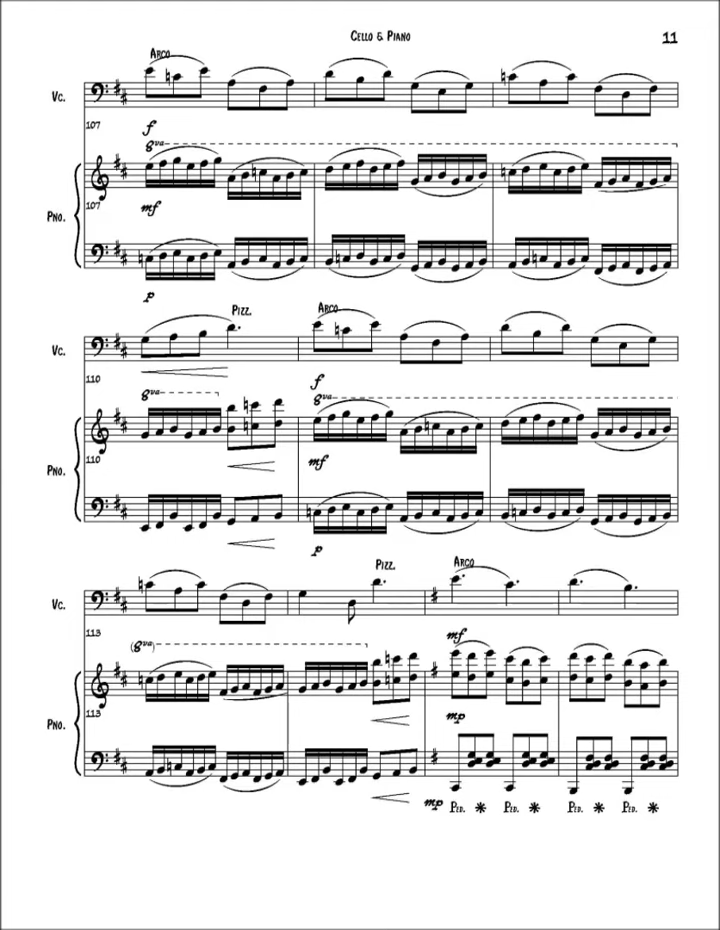 CELLO & PIANO
11
ARCO
VC.
107
f
8va
107
PNO.
mf
p
PIZZ.
ARCO
VC.
110
f
8va
8va
110
PNO.
mf
p
PIZZ.
ARCO
VC.
113
mf
(8va)
113
PNO.
mp
mp PED. PED. PED. PED.